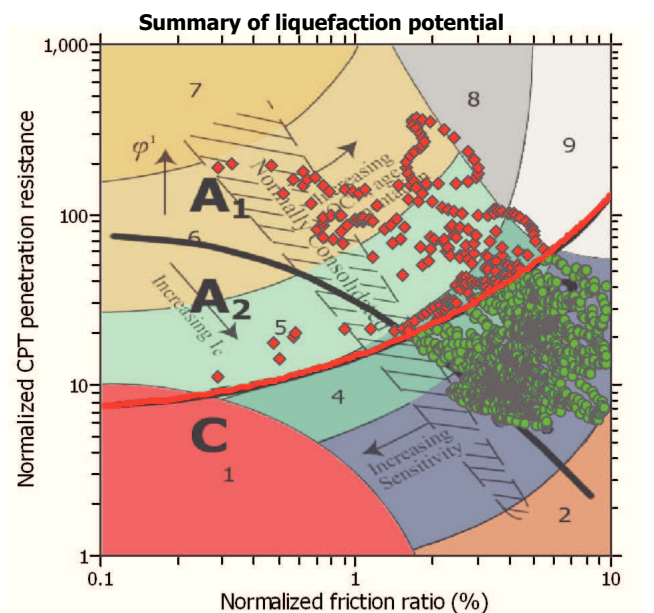 Summary of liquefaction potential
1,000
100
10
1
0.1
1
10
Normalized CPT penetration resistance
Normalized friction ratio (%)
7
8
9
φ¹
A1
6
A2
5
4
C
1
2
Normally Consolidated
Increasing
Increasing Ic
Increasing
Sensitivity